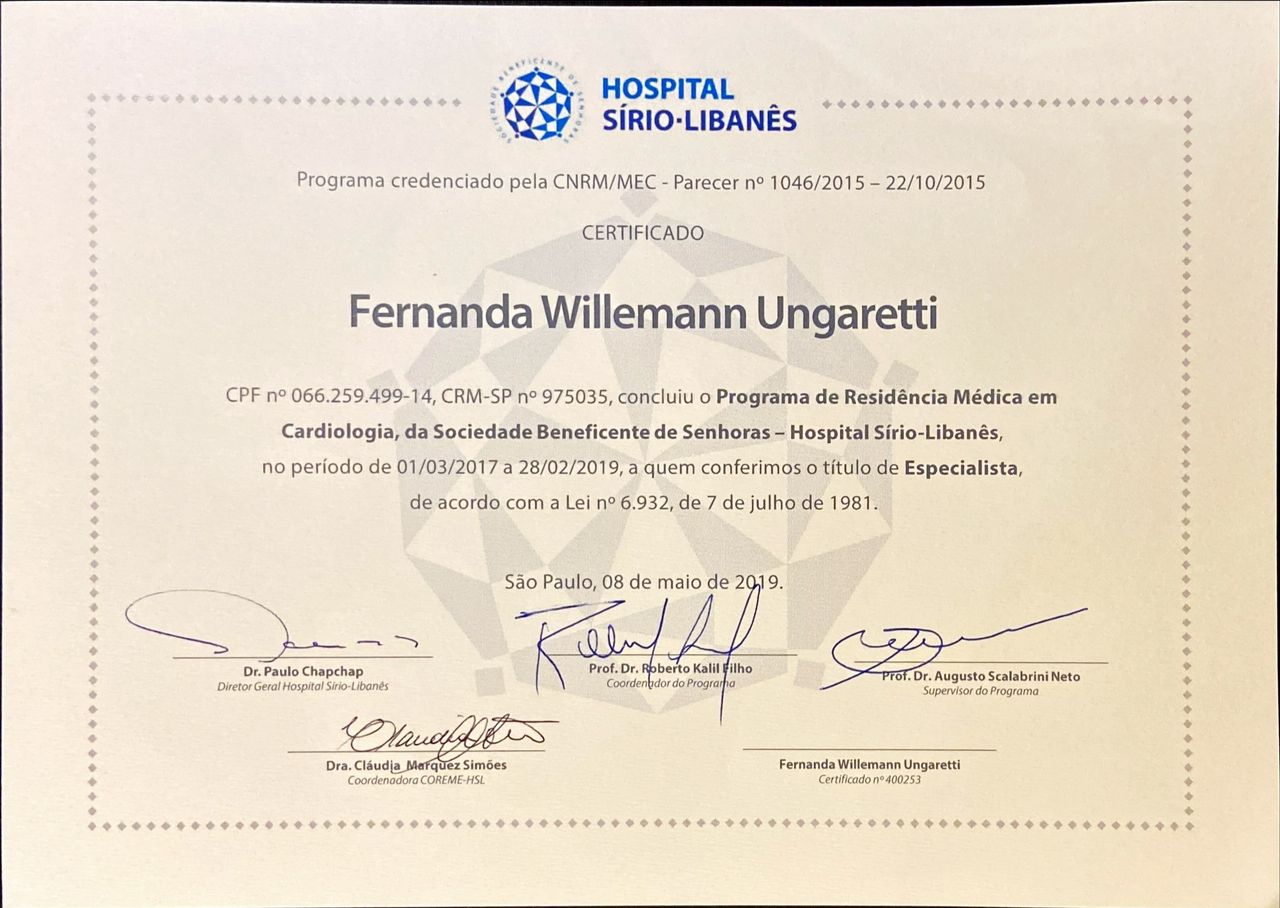 SOCIEDADE BENEFICENTE DE SENHORAS
HOSPITAL
SÍRIO·LIBANÊS
Programa credenciado pela CNRM/MEC - Parecer nº 1046/2015 – 22/10/2015
CERTIFICADO
Fernanda Willemann Ungaretti
CPF nº 066.259.499-14, CRM-SP nº 975035, concluiu o Programa de Residência Médica em
Cardiologia, da Sociedade Beneficente de Senhoras – Hospital Sírio-Libanês,
no período de 01/03/2017 a 28/02/2019, a quem conferimos o título de Especialista,
de acordo com a Lei nº 6.932, de 7 de julho de 1981.
São Paulo, 08 de maio de 2019.
Dr. Paulo Chapchap
Diretor Geral Hospital Sírio-Libanês
Prof. Dr. Roberto Kalil Filho
Coordenador do Programa
Prof. Dr. Augusto Scalabrini Neto
Supervisor do Programa
Dra. Cláudia Marquez Simões
Coordenadora COREME-HSL
Fernanda Willemann Ungaretti
Certificado nº 400253